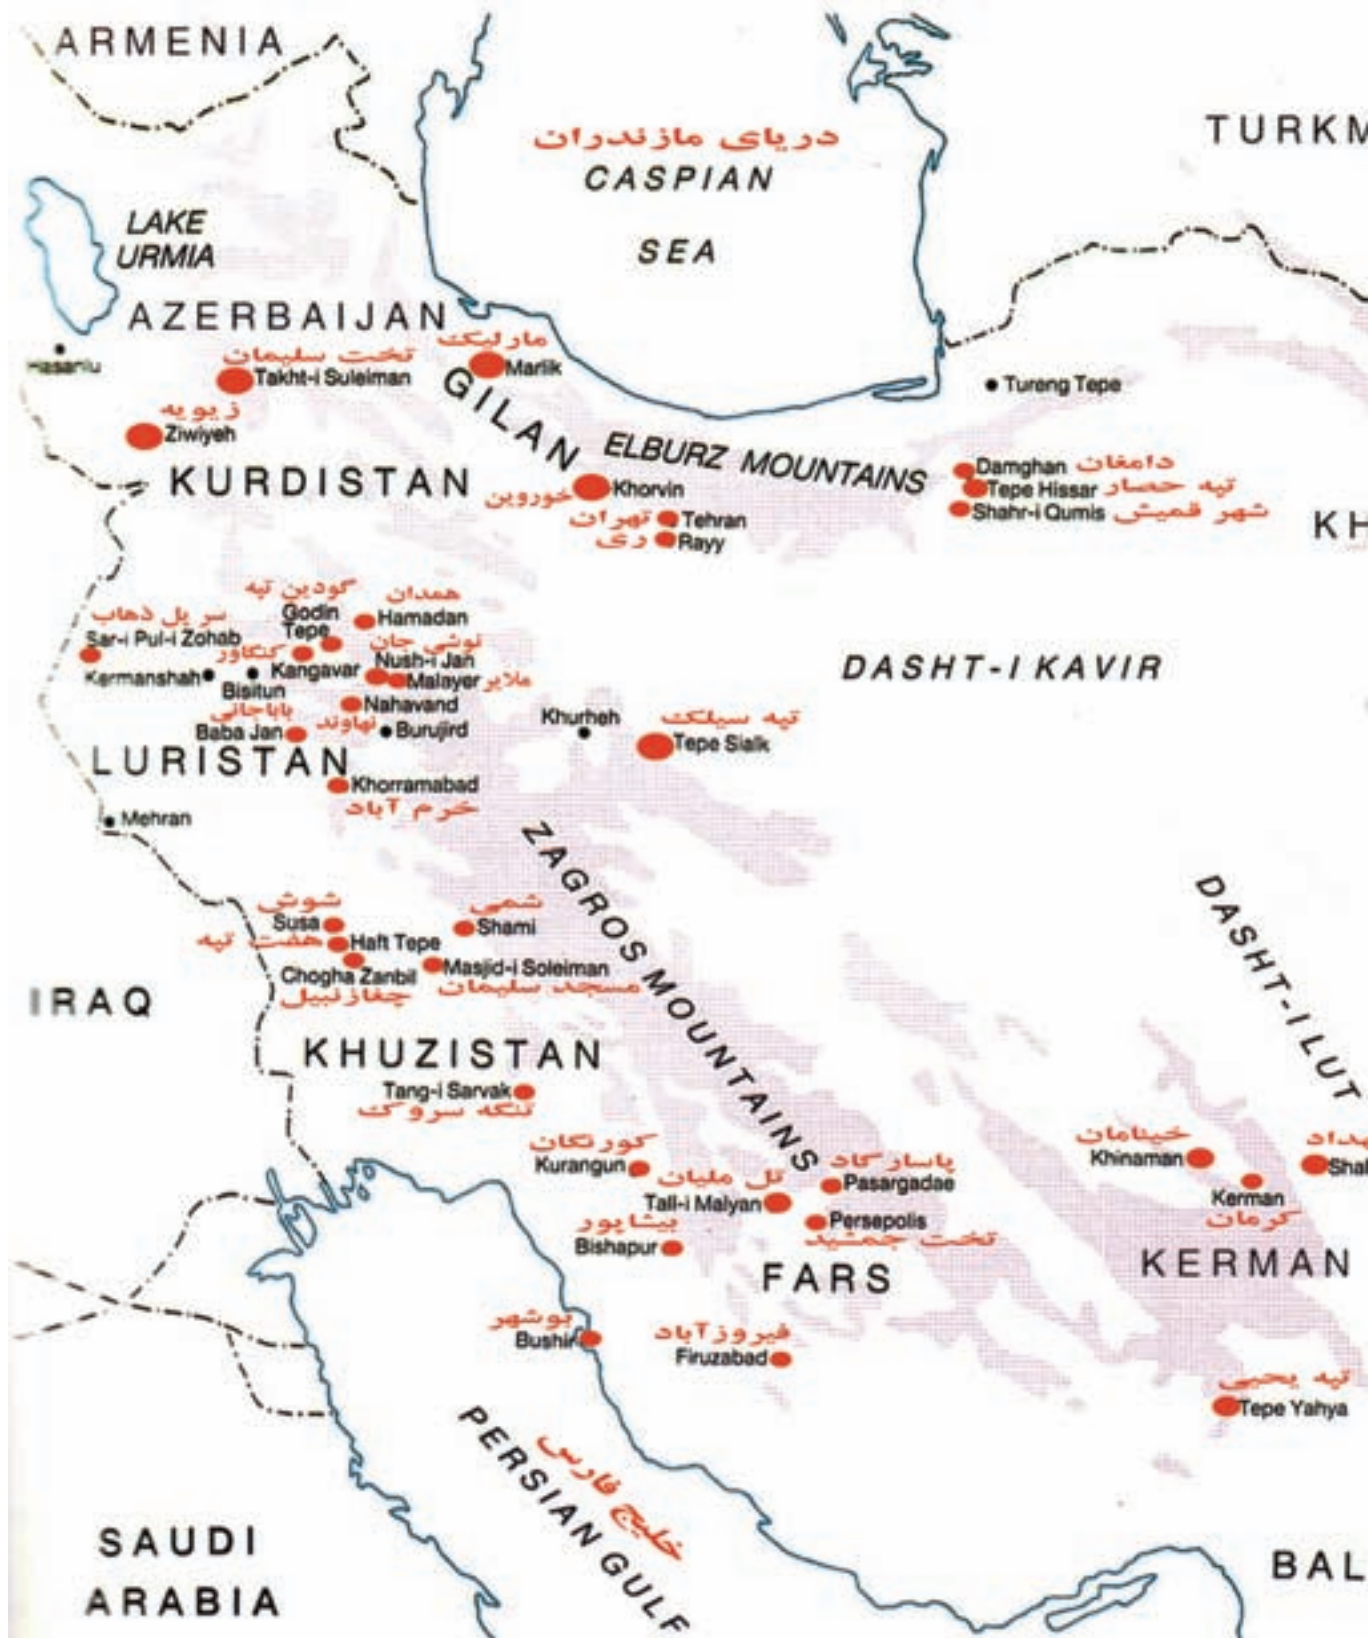 ARMENIA
دریای مازندران
CASPIAN
SEA
TURKM
LAKE
URMIA
AZERBAIJAN
Hasanlu
تخت سلیمان
Takht-i Suleiman
مارلیک
Marlik
GILAN
Tureng Tepe
زیویه
Ziwiyeh
KURDISTAN
ELBURZ MOUNTAINS
خوروین
Khorvin
تهران
Tehran
ری
Rayy
Damghan دامغان
Tepe Hissar تپه حصار
Shahr-i Qumis شهر قمیش
KH
گودین تپه
Godin
Tepe
همدان
Hamadan
سر پل ذهاب
Sar-i Pul-i Zohab
کنگاور
Kangavar
نوشی جان
Nush-i Jan
Malayer ملایر
Kermanshah
Bisitun
Nahavand
نهاوند
باباجانی
Baba Jan
Burujird
Khurheh
تپه سیلک
Tepe Sialk
DASHT-I KAVIR
LURISTAN
Khorramabad
خرم آباد
Mehran
ZAGROS MOUNTAINS
DASHT-I LUT
شوش
Susa
هفت تپه
Haft Tepe
Chogha Zanbil
چغازنبیل
شمی
Shami
Masjid-i Soleiman
مسجد سلیمان
IRAQ
KHUZISTAN
Tang-i Sarvak
تنگه سروک
کورنگان
Kurangun
تل ملیان
Tall-i Malyan
پاسارگاد
Pasargadae
Persepolis
تخت جمشید
بیشاپور
Bishapur
FARS
خینامان
Khinaman
Kerman
کرمان
هداد
Shah
KERMAN
بوشهر
Bushir
فیروزآباد
Firuzabad
تپه یحیی
Tepe Yahya
خلیج فارس
PERSIAN GULF
SAUDI
ARABIA
BAL